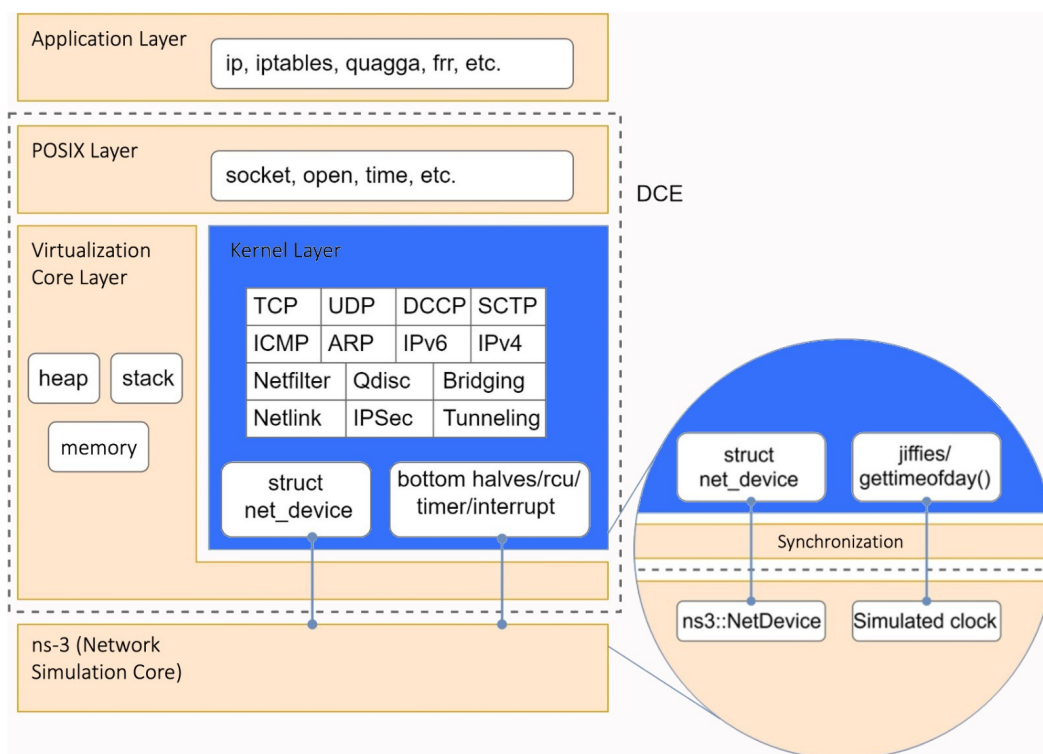 Application Layer
ip, iptables, quagga, frr, etc.
POSIX Layer
socket, open, time, etc.
DCE
Virtualization
Core Layer
heap
stack
memory
Kernel Layer
TCP UDP DCCP SCTP
ICMP ARP IPv6 IPv4
Netfilter Qdisc Bridging
Netlink IPSec Tunneling
struct
net_device
bottom halves/rcu/
timer/interrupt
ns-3 (Network
Simulation Core)
struct
net_device
jiffies/
gettimeofday()
Synchronization
ns3::NetDevice
Simulated clock